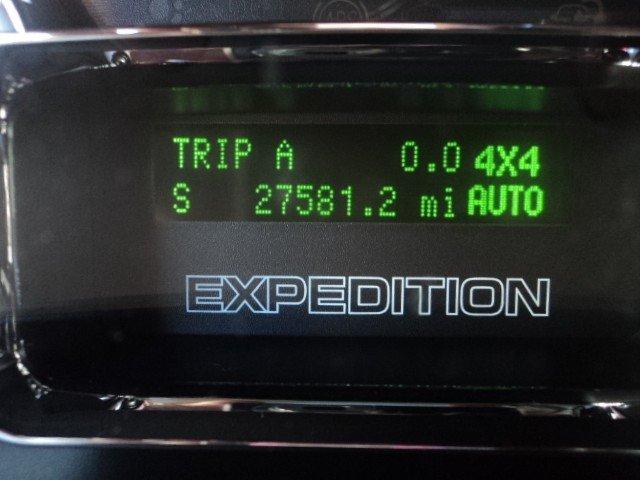 TRIP A 0.0 4X4
S 27581.2 mi AUTO
EXPEDITION